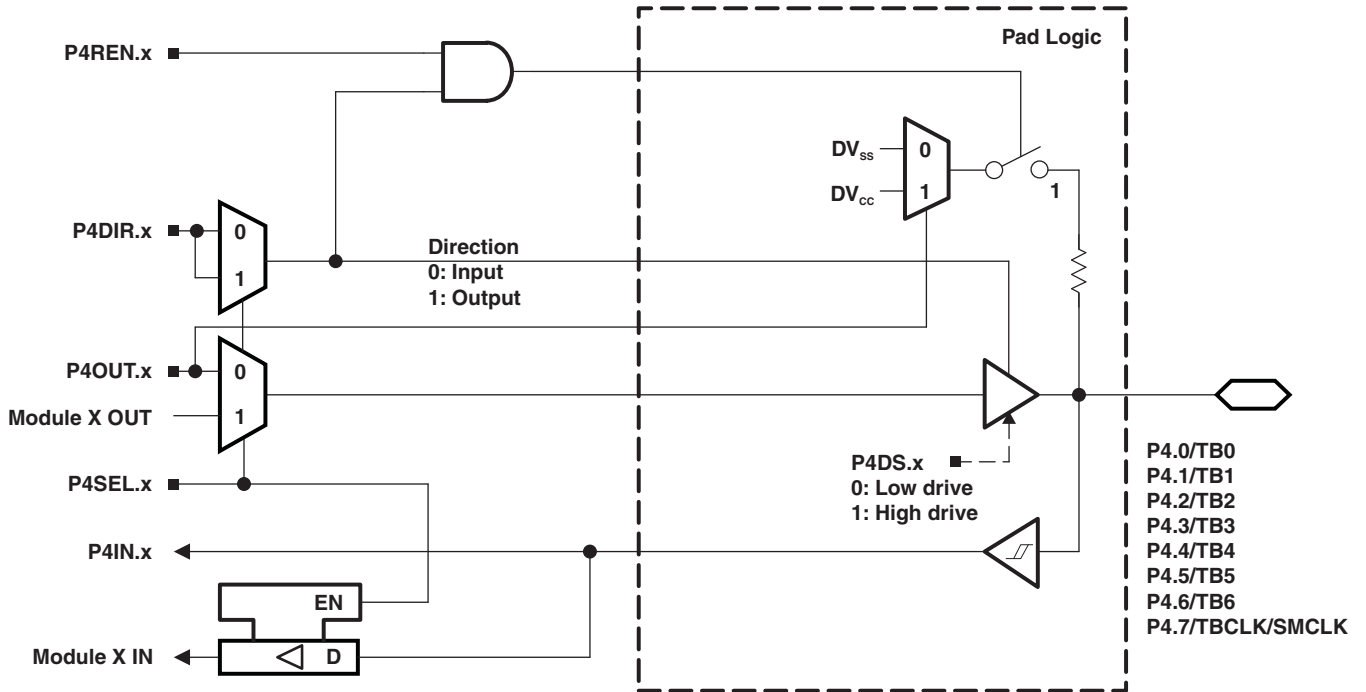 Pad Logic
P4REN.x
DVSS
0
DVCC
1
1
P4DIR.x
0
1
Direction
0: Input
1: Output
P4OUT.x
0
Module X OUT
1
P4SEL.x
P4DS.x
0: Low drive
1: High drive
P4.0/TB0
P4.1/TB1
P4.2/TB2
P4.3/TB3
P4.4/TB4
P4.5/TB5
P4.6/TB6
P4.7/TBCLK/SMCLK
P4IN.x
EN
Module X IN
D